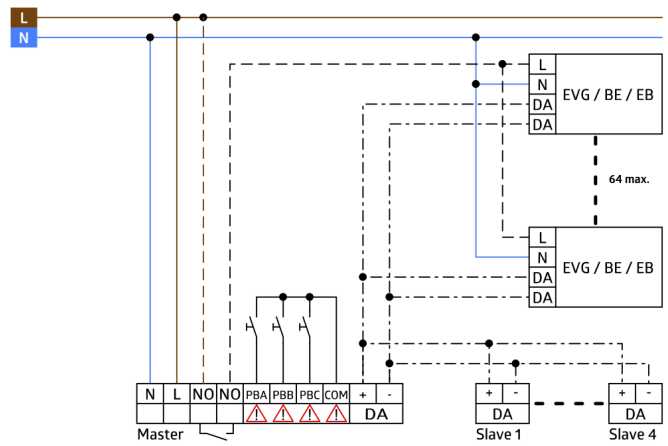 L
N
L
N
DA
DA
EVG / BE / EB
64 max.
L
N
DA
DA
EVG / BE / EB
N L NO NO PBA PBB PBC COM + -
DA
+ -
DA
+ -
DA
Master
Slave 1
Slave 4